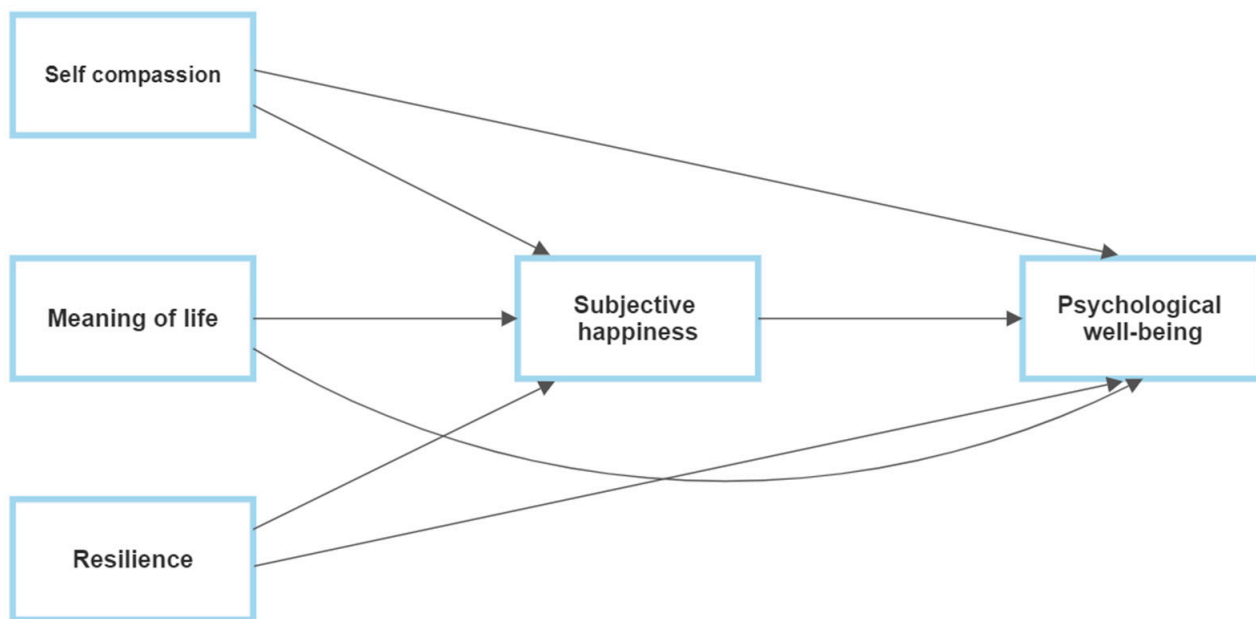 Self compassion
Meaning of life
Subjective
happiness
Psychological
well-being
Resilience